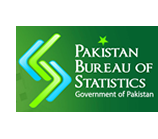 PAKISTAN
BUREAU OF
STATISTICS
Government of Pakistan